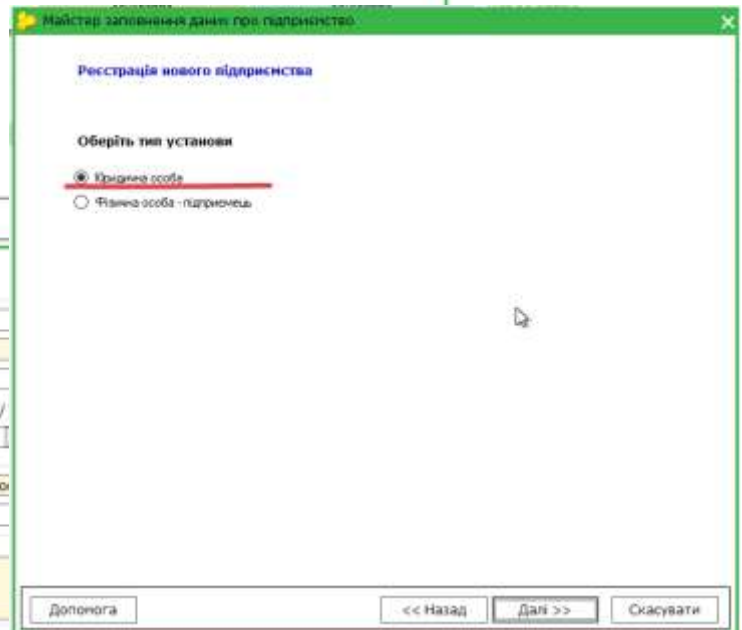 Майстер заповнення даних про підприємство
Реєстрація нового підприємства
Оберіть тип установи
Юридична особа
Фізична особа - підприємець
Допомога
<< Назад
Далі >>
Скасувати